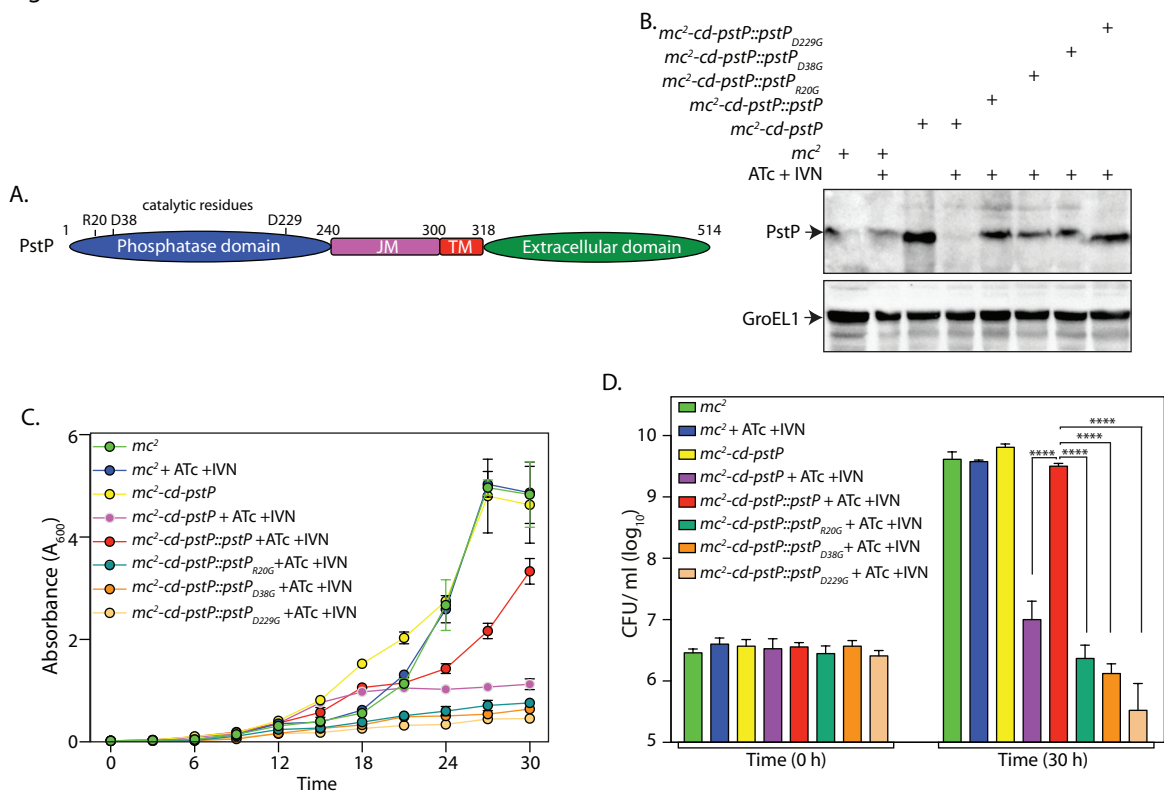 A.
PstP
1
R20
D38
catalytic residues
D229
240
300
318
514
Phosphatase domain
JM
TM
Extracellular domain
B.
mc²-cd-pstP::pstP_D229G +
mc²-cd-pstP::pstP_D38G +
mc²-cd-pstP::pstP_R20G +
mc²-cd-pstP::pstP +
mc²-cd-pstP + +
mc² + +
ATc + IVN + + + + + +
PstP
GroEL1
C.
mc²
mc² + ATc +IVN
mc²-cd-pstP
mc²-cd-pstP + ATc +IVN
mc²-cd-pstP::pstP +ATc +IVN
mc²-cd-pstP::pstP_R20G +ATc +IVN
mc²-cd-pstP::pstP_D38G +ATc +IVN
mc²-cd-pstP::pstP_D229G +ATc +IVN
Absorbance (A₆₀₀)
6
4
2
0
0 6 12 18 24 30
Time
D.
mc²
mc² + ATc +IVN
mc²-cd-pstP
mc²-cd-pstP + ATc +IVN
mc²-cd-pstP::pstP + ATc +IVN
mc²-cd-pstP::pstP_R20G + ATc +IVN
mc²-cd-pstP::pstP_D38G + ATc +IVN
mc²-cd-pstP::pstP_D229G + ATc +IVN
****
****
**** ****
CFU/ ml (log₁₀)
10
9
8
7
6
5
Time (0 h) Time (30 h)